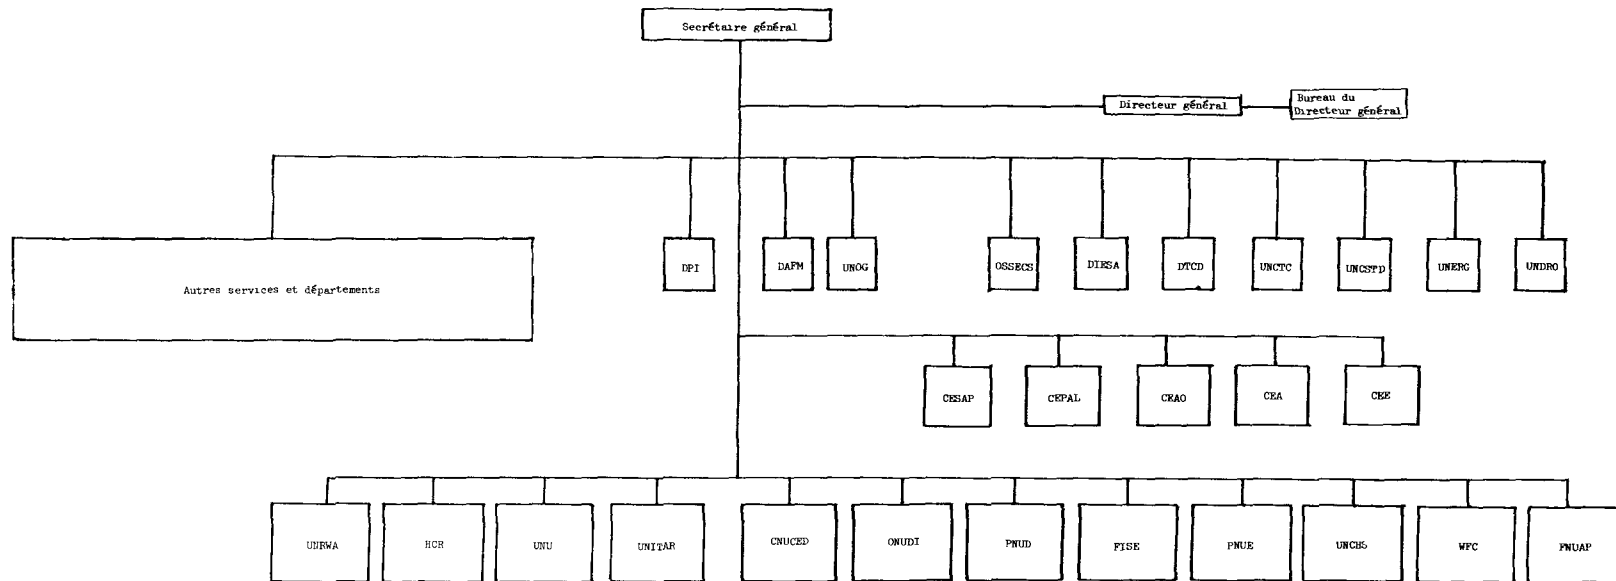 Secrétaire général
Directeur général
Bureau du
Directeur général
Autres services et départements
DPI
DAFM
UNOG
OSSECS
DIESA
DTCD
UNCTC
UNCSTD
UNERG
UNDRO
CESAP
CEPAL
CEAO
CEA
CEE
UNRWA
HCR
UNU
UNITAR
CNUCED
ONUDI
PNUD
FISE
PNUE
UNCHS
WFC
FNUAP